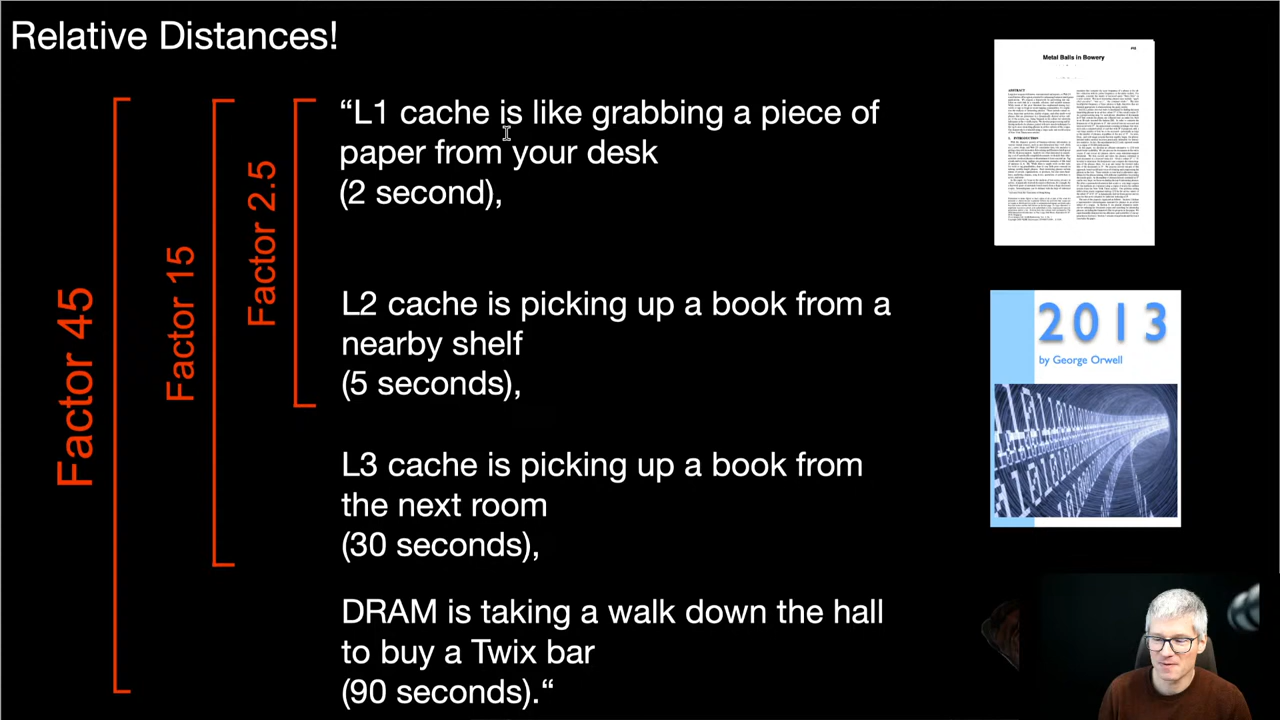 Relative Distances!
“L1 cache is like grabbing a piece of
paper from your desk
(2 second),
L2 cache is picking up a book from a
nearby shelf
(5 seconds),
L3 cache is picking up a book from
the next room
(30 seconds),
DRAM is taking a walk down the hall
to buy a Twix bar
(90 seconds).“
Factor 45
Factor 15
Factor 2.5
Metal Balls in Bowery
ABSTRACT
2013
by George Orwell